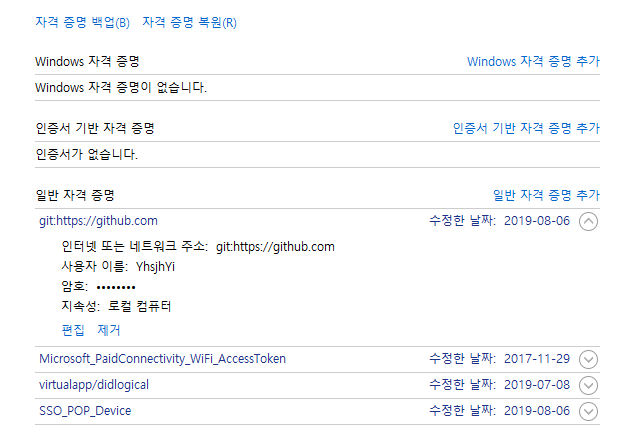 자격 증명 백업(B) 자격 증명 복원(R)
Windows 자격 증명 Windows 자격 증명 추가
Windows 자격 증명이 없습니다.
인증서 기반 자격 증명 인증서 기반 자격 증명 추가
인증서가 없습니다.
일반 자격 증명 일반 자격 증명 추가
git:https://github.com 수정한 날짜: 2019-08-06
인터넷 또는 네트워크 주소: git:https://github.com
사용자 이름: YhsjhYi
암호: ••••••••
지속성: 로컬 컴퓨터
편집 제거
Microsoft_PaidConnectivity_WiFi_AccessToken 수정한 날짜: 2017-11-29
virtualapp/didlogical 수정한 날짜: 2019-07-08
SSO_POP_Device 수정한 날짜: 2019-08-06